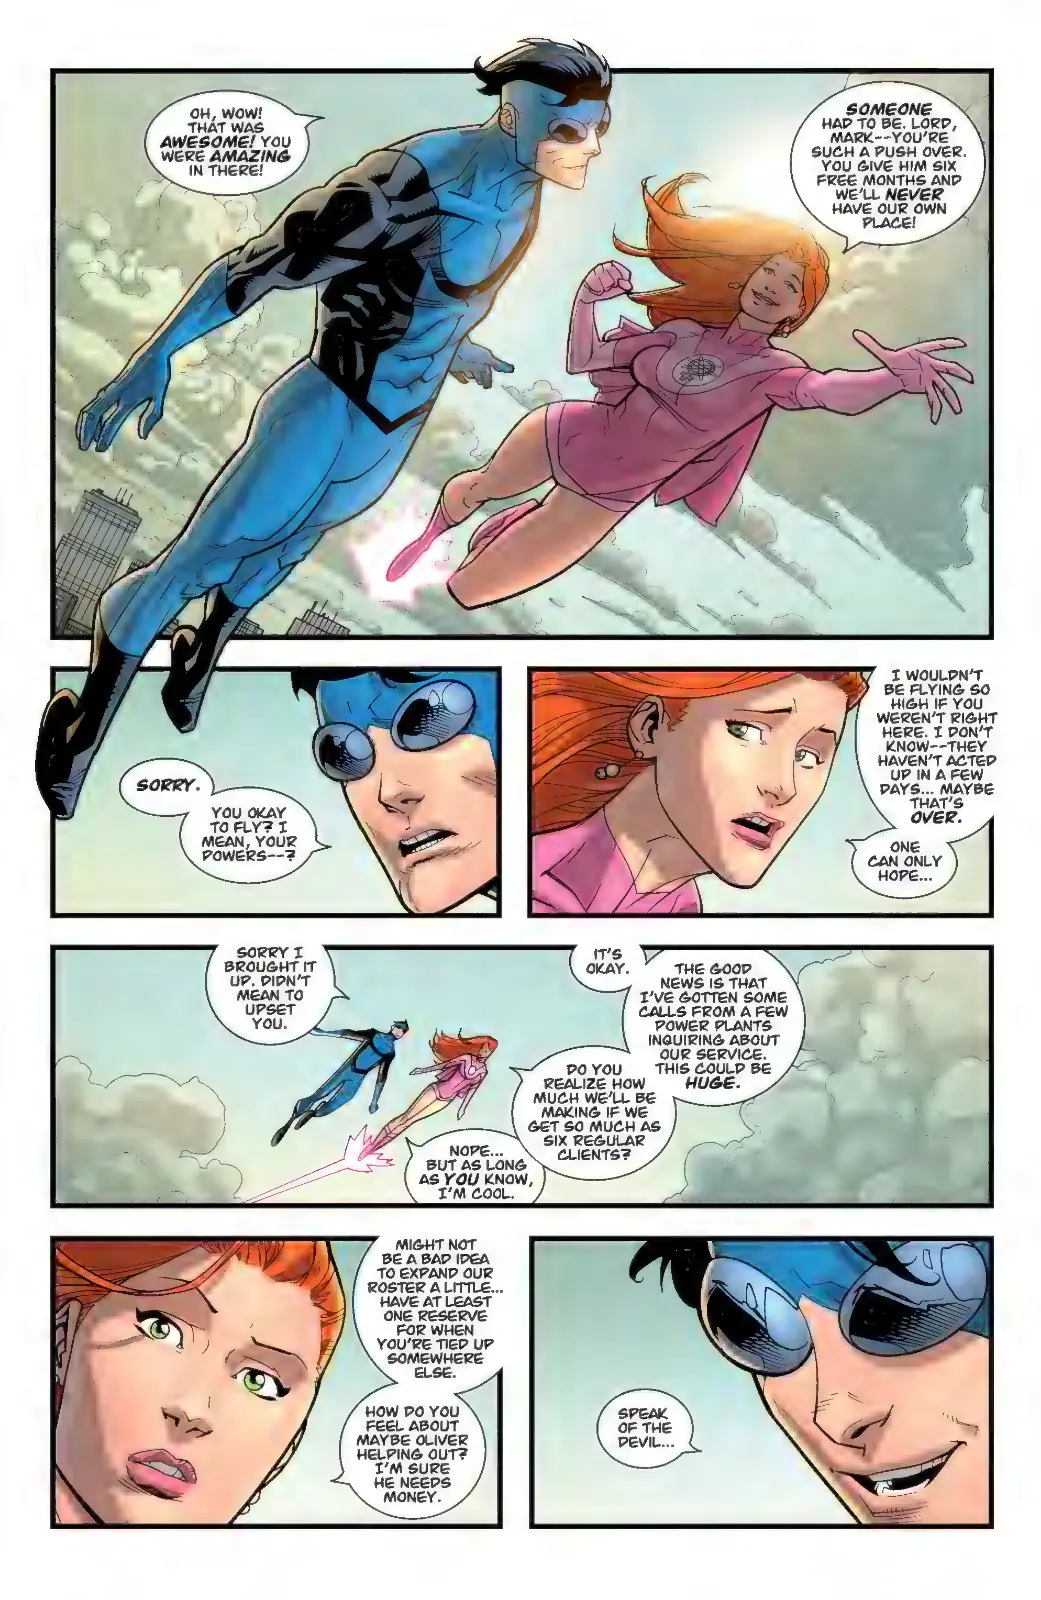 OH, WOW!
THAT WAS
AWESOME! YOU
WERE AMAZING
IN THERE!
SOMEONE
HAD TO BE. LORD,
MARK--YOU'RE
SUCH A PUSH OVER.
YOU GIVE HIM SIX
FREE MONTHS AND
WE'LL NEVER
HAVE OUR OWN
PLACE!
SORRY.
YOU OKAY
TO FLY? I
MEAN, YOUR
POWERS--?
I WOULDN'T
BE FLYING SO
HIGH IF YOU
WEREN'T RIGHT
HERE. I DON'T
KNOW--THEY
HAVEN'T ACTED
UP IN A FEW
DAYS... MAYBE
THAT'S
OVER.
ONE
CAN ONLY
HOPE...
SORRY I
BROUGHT IT
UP. DIDN'T
MEAN TO
UPSET
YOU.
IT'S
OKAY.
THE GOOD
NEWS IS THAT
I'VE GOTTEN SOME
CALLS FROM A FEW
POWER PLANTS
INQUIRING ABOUT
OUR SERVICE.
THIS COULD BE
HUGE.
DO YOU
REALIZE HOW
MUCH WE'LL BE
MAKING IF WE
GET SO MUCH AS
SIX REGULAR
CLIENTS?
NOPE...
BUT AS LONG
AS YOU KNOW,
I'M COOL.
MIGHT NOT
BE A BAD IDEA
TO EXPAND OUR
ROSTER A LITTLE...
HAVE AT LEAST
ONE RESERVE
FOR WHEN
YOU'RE TIED UP
SOMEWHERE
ELSE.
HOW DO YOU
FEEL ABOUT
MAYBE OLIVER
HELPING OUT?
I'M SURE
HE NEEDS
MONEY.
SPEAK
OF THE
DEVIL...